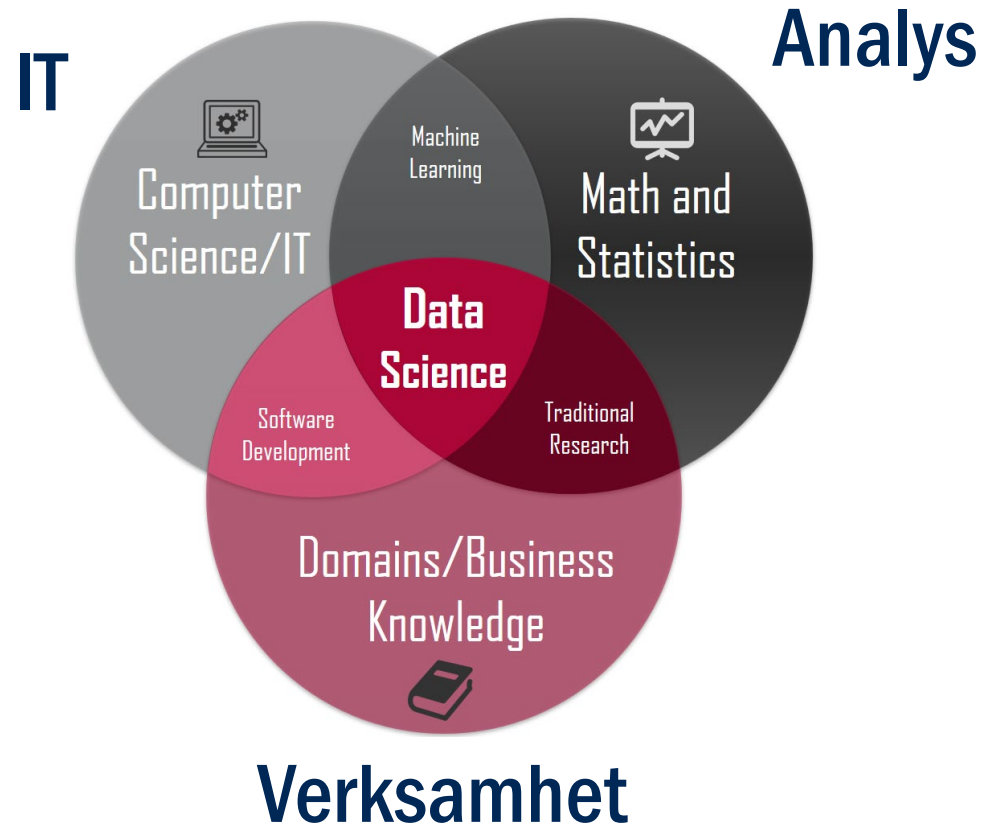 IT
Analys
Machine
Learning
Computer
Science/IT
Math and
Statistics
Data
Science
Software
Development
Traditional
Research
Domains/Business
Knowledge
Verksamhet